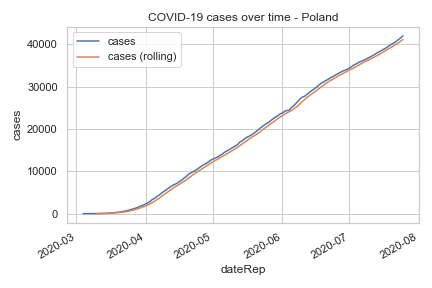 COVID-19 cases over time - Poland
cases
cases (rolling)
40000
30000
20000
10000
0
cases
2020-03
2020-04
2020-05
2020-06
2020-07
2020-08
dateRep